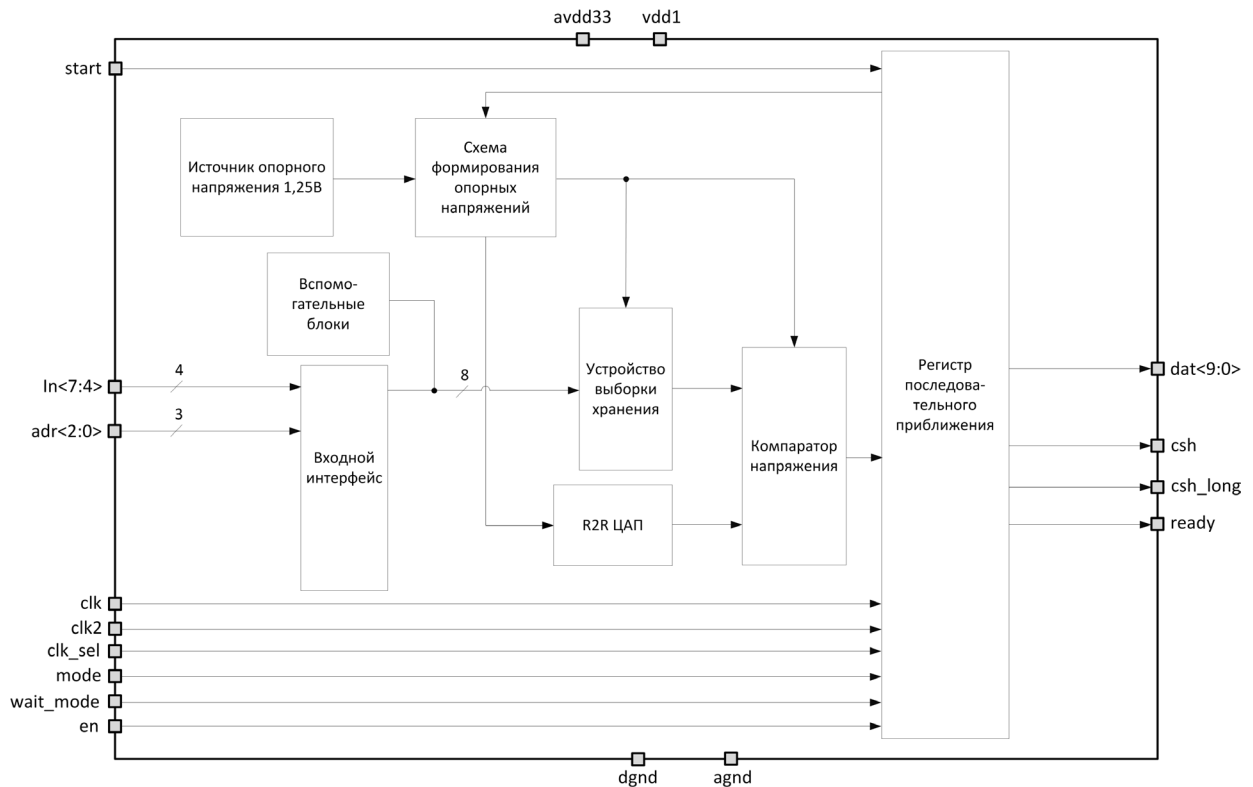 avdd33
vdd1
start
Источник опорного
напряжения 1,25В
Схема
формирования
опорных
напряжений
Вспомо-
гательные
блоки
In<7:4>
4
adr<2:0>
3
Входной
интерфейс
8
Устройство
выборки
хранения
R2R ЦАП
Компаратор
напряжения
Регистр
последова-
тельного
приближения
dat<9:0>
csh
csh_long
ready
clk
clk2
clk_sel
mode
wait_mode
en
dgnd
agnd